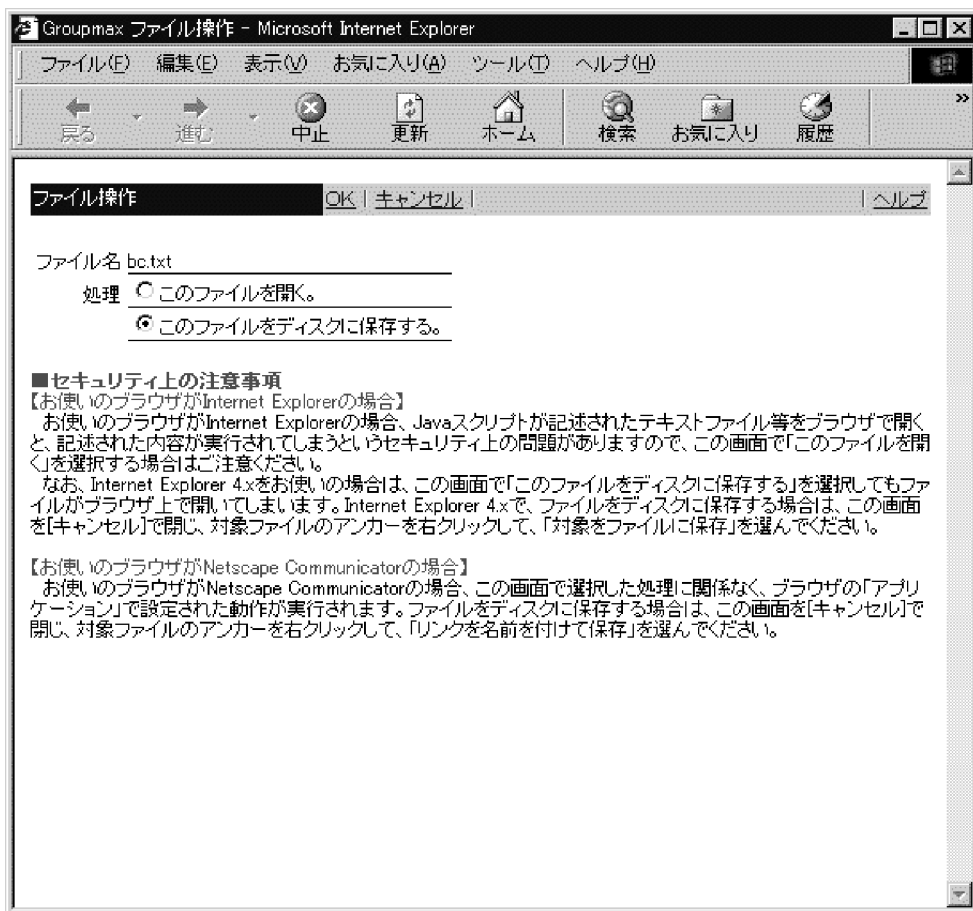 Groupmax ファイル操作 - Microsoft Internet Explorer
ファイル(F) 編集(E) 表示(V) お気に入り(A) ツール(T) ヘルプ(H)
戻る 進む 中止 更新 ホーム 検索 お気に入り 履歴 »
ファイル操作 OK | キャンセル | | ヘルプ
ファイル名 bc.txt
処理 このファイルを開く。
このファイルをディスクに保存する。
■セキュリティ上の注意事項
【お使いのブラウザがInternet Explorerの場合】
お使いのブラウザがInternet Explorerの場合、Javaスクリプトが記述されたテキストファイル等をブラウザで開く
と、記述された内容が実行されてしまうというセキュリティ上の問題がありますので、この画面で「このファイルを開
く」を選択する場合はご注意ください。
なお、Internet Explorer 4.xをお使いの場合は、この画面で「このファイルをディスクに保存する」を選択してもファ
イルがブラウザ上で開いてしまいます。Internet Explorer 4.xで、ファイルをディスクに保存する場合は、この画面
を[キャンセル]で閉じ、対象ファイルのアンカーを右クリックして、「対象をファイルに保存」を選んでください。
【お使いのブラウザがNetscape Communicatorの場合】
お使いのブラウザがNetscape Communicatorの場合、この画面で選択した処理に関係なく、ブラウザの「アプリ
ケーション」で設定された動作が実行されます。ファイルをディスクに保存する場合は、この画面を[キャンセル]で
閉じ、対象ファイルのアンカーを右クリックして、「リンクを名前を付けて保存」を選んでください。